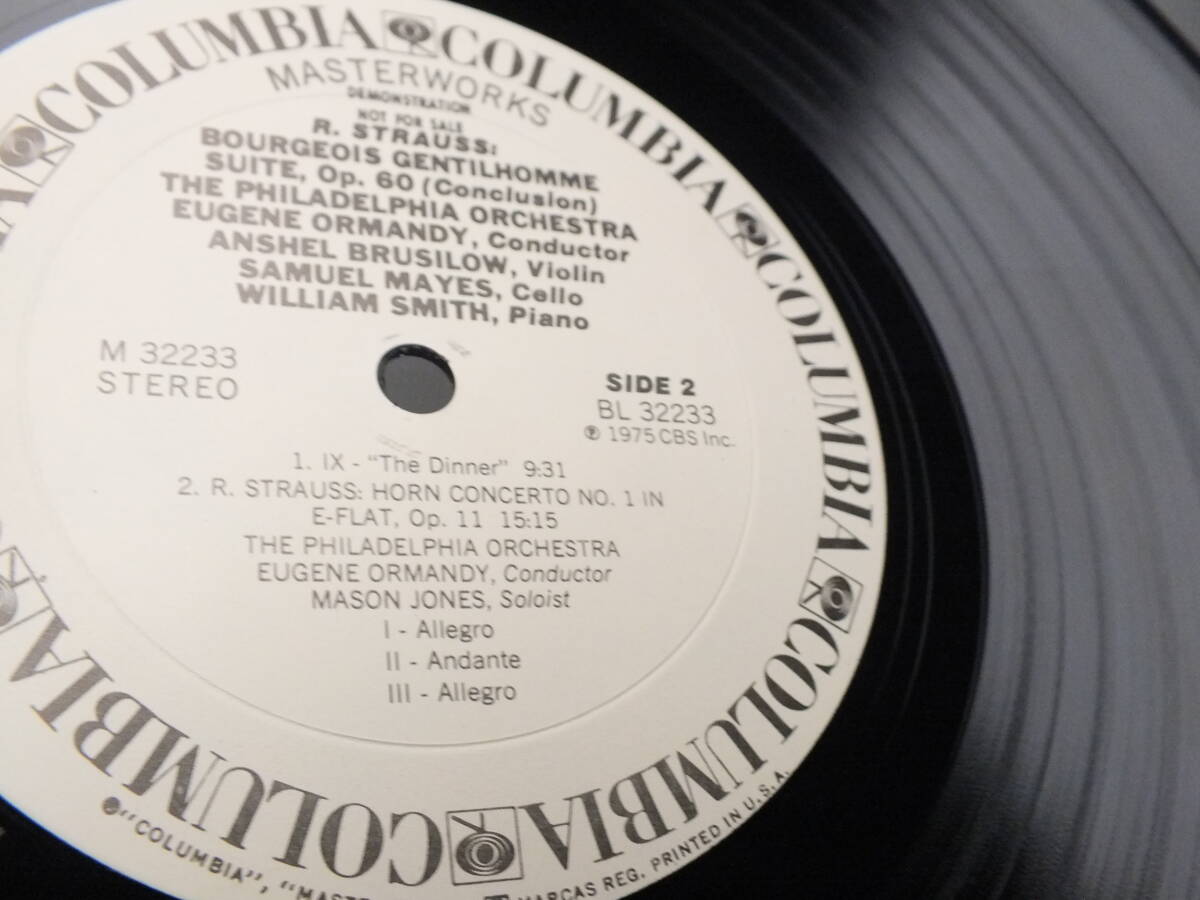 COLUMBIA COLUMBIA COLUMBIA COLUMBIA COLUMBIA COLUMBIA COLUMBIA COLUMBIA
MASTERWORKS
DEMONSTRATION
NOT FOR SALE
R. STRAUSS:
BOURGEOIS GENTILHOMME
SUITE, Op. 60 (Conclusion)
THE PHILADELPHIA ORCHESTRA
EUGENE ORMANDY, Conductor
ANSHEL BRUSILOW, Violin
SAMUEL MAYES, Cello
WILLIAM SMITH, Piano
M 32233
STEREO
SIDE 2
BL 32233
℗ 1975 CBS Inc.
1. IX - "The Dinner" 9:31
2. R. STRAUSS: HORN CONCERTO NO. 1 IN
E-FLAT, Op. 11 15:15
THE PHILADELPHIA ORCHESTRA
EUGENE ORMANDY, Conductor
MASON JONES, Soloist
I - Allegro
II - Andante
III - Allegro
"COLUMBIA", MARCAS REG. PRINTED IN U.S.A.